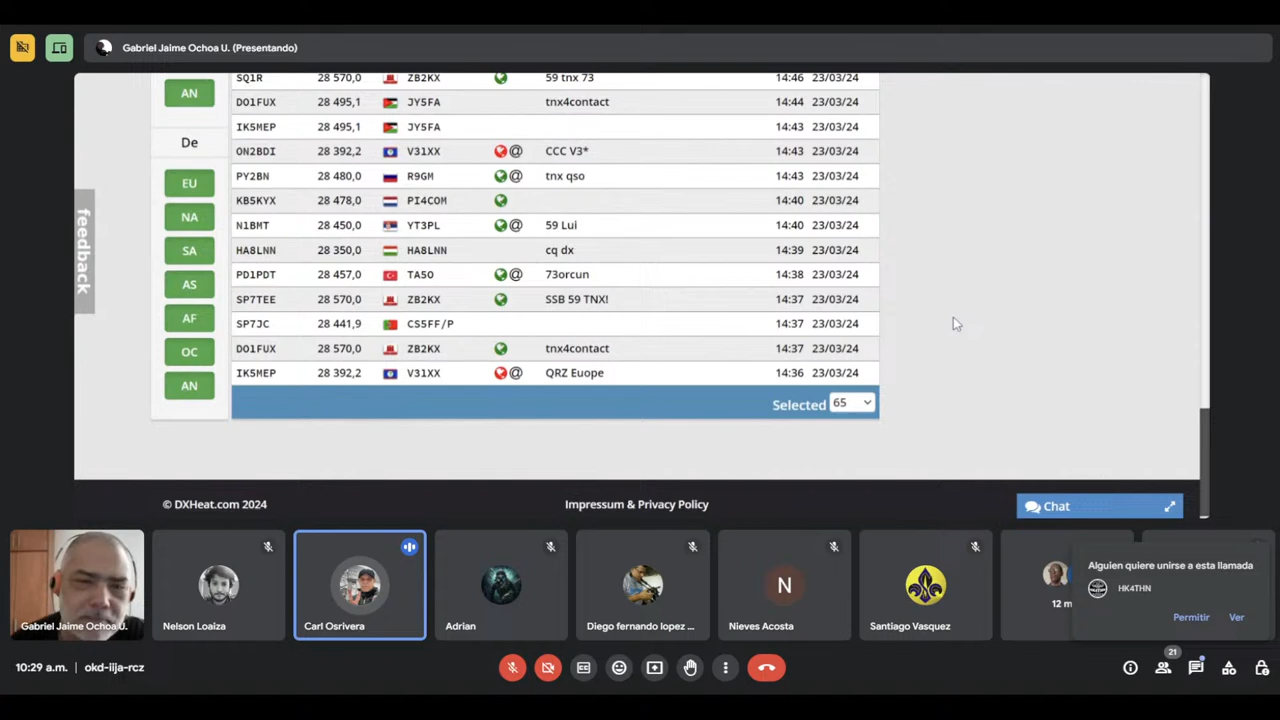 Gabriel Jaime Ochoa U. (Presentando)
AN
SQ1R 28 570,0 ZB2KX 59 tnx 73 14:46 23/03/24
DO1FUX 28 495,1 JY5FA tnx4contact 14:44 23/03/24
IK5MEP 28 495,1 JY5FA 14:43 23/03/24
De
ON2BDI 28 392,2 V31XX @ CCC V3* 14:43 23/03/24
PY2BN 28 480,0 R9GM @ tnx qso 14:43 23/03/24
EU
KB5KYX 28 478,0 PI4COM 14:40 23/03/24
NA
N1BMT 28 450,0 YT3PL @ 59 Lui 14:40 23/03/24
SA
HA8LNN 28 350,0 HA8LNN cq dx 14:39 23/03/24
PD1PDT 28 457,0 TA5O @ 73orcun 14:38 23/03/24
AS
SP7TEE 28 570,0 ZB2KX SSB 59 TNX! 14:37 23/03/24
AF
SP7JC 28 441,9 CS5FF/P 14:37 23/03/24
OC
DO1FUX 28 570,0 ZB2KX tnx4contact 14:37 23/03/24
IK5MEP 28 392,2 V31XX @ QRZ Euope 14:36 23/03/24
AN
Selected 65
feedback
© DXHeat.com 2024
Impressum & Privacy Policy
Chat
Gabriel Jaime Ochoa U.
Nelson Loaiza
Carl Osrivera
Adrian
Diego fernando lopez ...
N
Nieves Acosta
Santiago Vasquez
12 m
Alguien quiere unirse a esta llamada
HK4THN
Permitir
Ver
10:29 a.m.
okd-iija-rcz
21